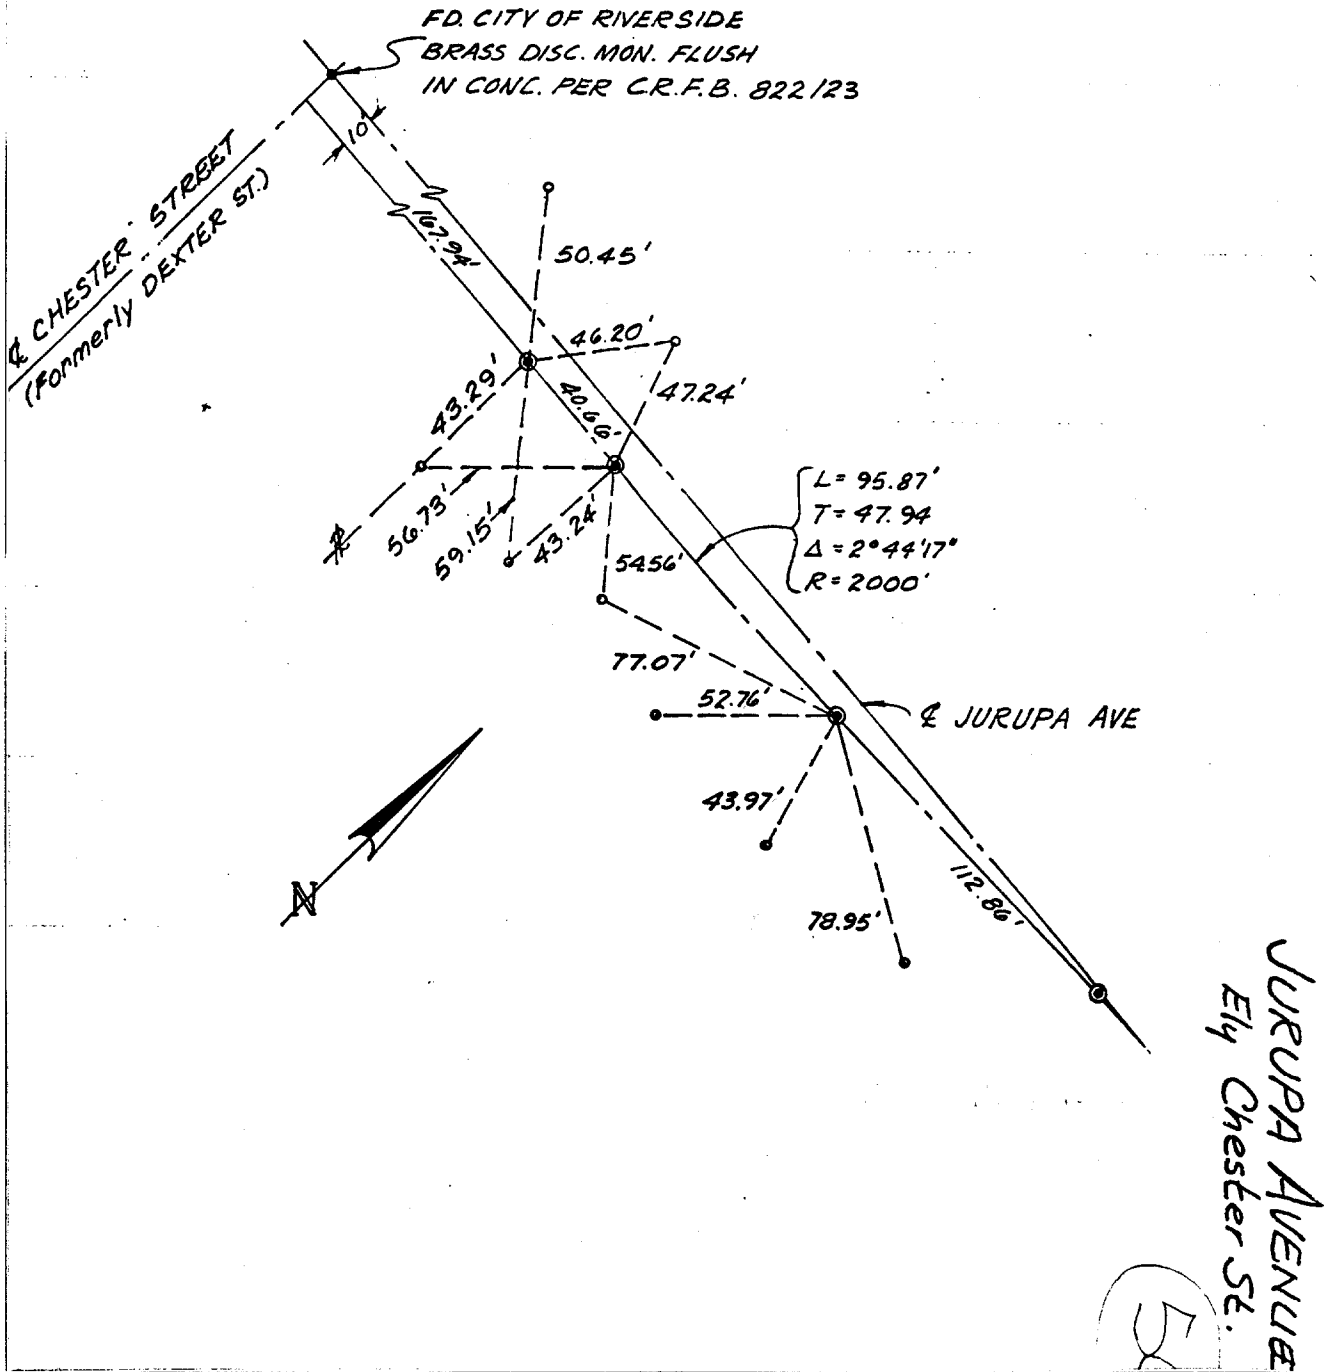 FD. CITY OF RIVERSIDE
BRASS DISC. MON. FLUSH
IN CONC. PER C.R.F.B. 822/23
10'
℄ CHESTER STREET
(Formerly DEXTER ST.)
167.94'
50.45'
46.20'
43.29'
40.66'
47.24'
56.73'
59.15'
43.24'
54.56'
L= 95.87'
T= 47.94
Δ = 2°44'17"
R= 2000'
77.07'
52.76'
℄ JURUPA AVE
43.97'
78.95'
112.86'
N
JURUPA AVENUE
Ely Chester St.